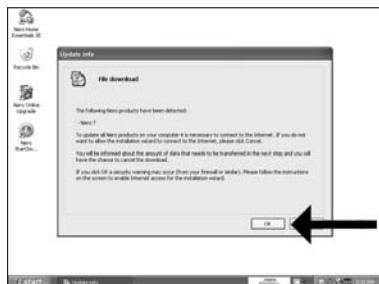 Nero Home
Essentials SE
Recycle Bin
Nero Online
Upgrade
Nero
StartSm...
Update Info
File download
The following Nero products have been detected:
- Nero 7
To update all Nero products on your computer it is necessary to connect to the Internet. If you do not
want to allow the installation wizard to connect to the Internet, please click Cancel.
You will be informed about the amount of data that needs to be transferred in the next step and you will
have the chance to cancel the download.
If you click OK a security warning may occur (from your firewall or similar). Please follow the instructions
on the screen to enable Internet access for the installation wizard.
OK
start
Update Info